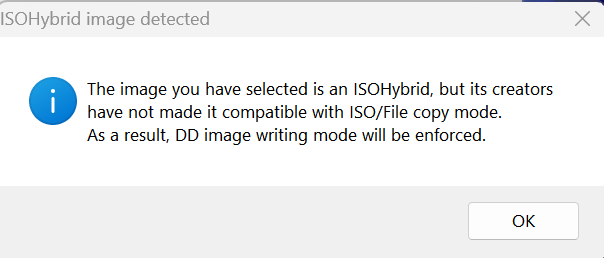 ISOHybrid image detected
The image you have selected is an ISOHybrid, but its creators
have not made it compatible with ISO/File copy mode.
As a result, DD image writing mode will be enforced.
OK